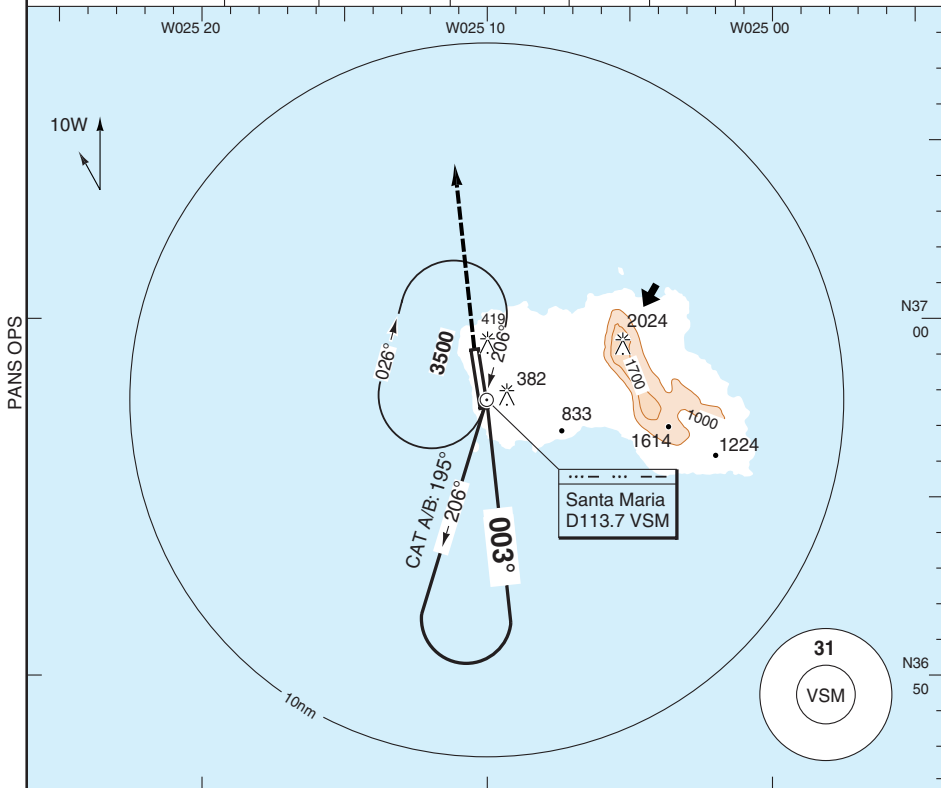 W025 20
W025 10
W025 00
10W
PANS OPS
N37
00
419
206°
2024
3500
026°
1700
382
833
1000
1614
1224
CAT A/B: 195°
206°
Santa Maria
D113.7 VSM
003°
31
VSM
N36
50
10nm